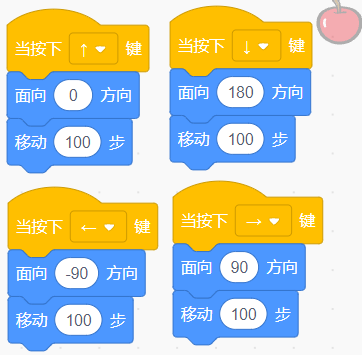 当按下 ↑ 键
面向 0 方向
移动 100 步
当按下 ↓ 键
面向 180 方向
移动 100 步
当按下 ← 键
面向 -90 方向
移动 100 步
当按下 → 键
面向 90 方向
移动 100 步